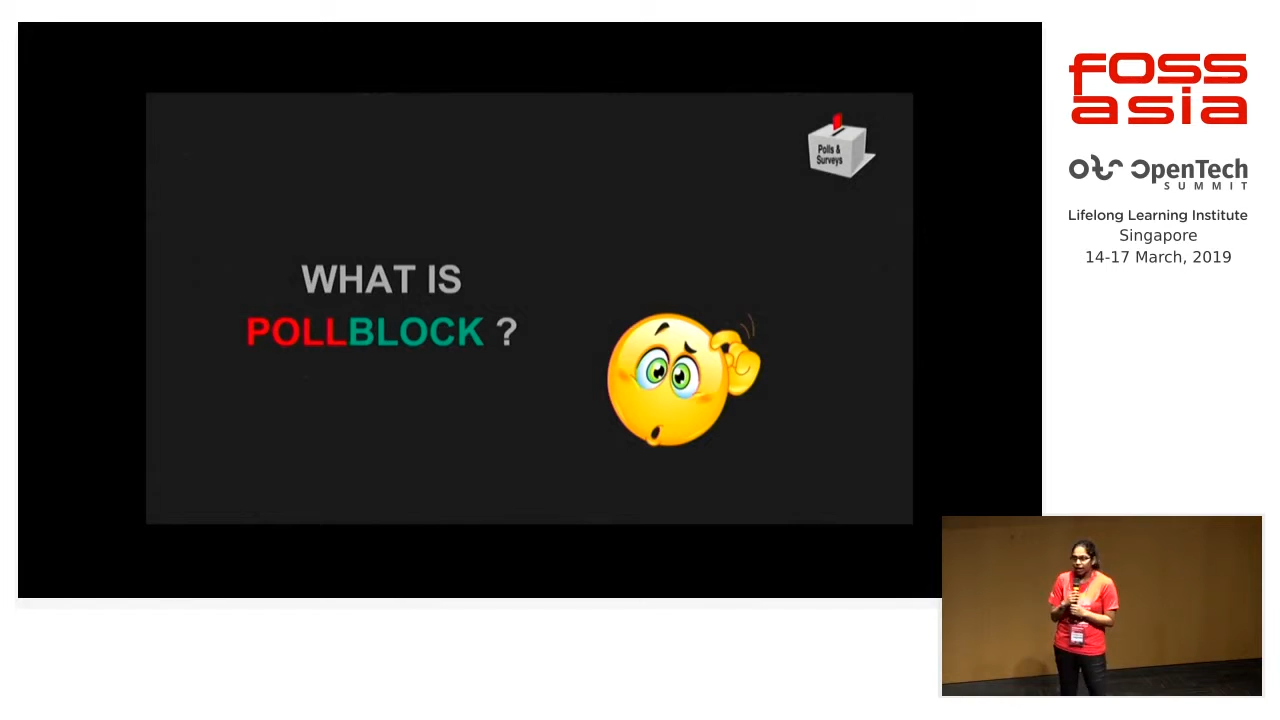 Polls &
Surveys
WHAT IS
POLLBLOCK ?
fOSS
asia
OpenTech
SUMMIT
Lifelong Learning Institute
Singapore
14-17 March, 2019